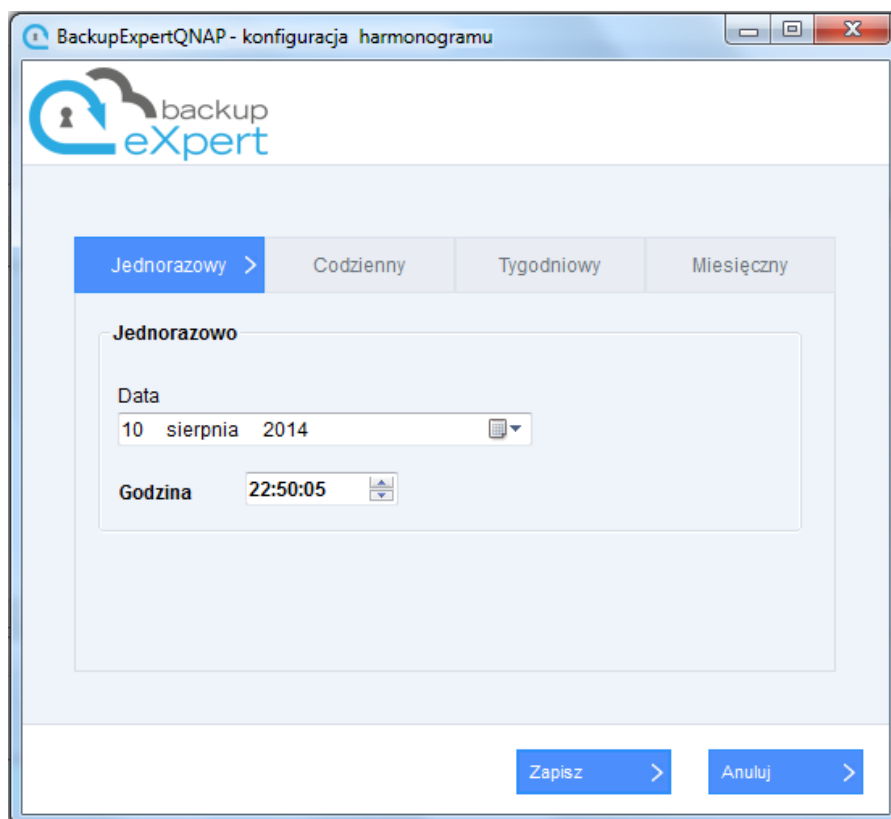 BackupExpertQNAP - konfiguracja harmonogramu
backup
eXpert
Jednorazowy Codzienny Tygodniowy Miesięczny
Jednorazowo
Data
10 sierpnia 2014
Godzina 22:50:05
Zapisz Anuluj